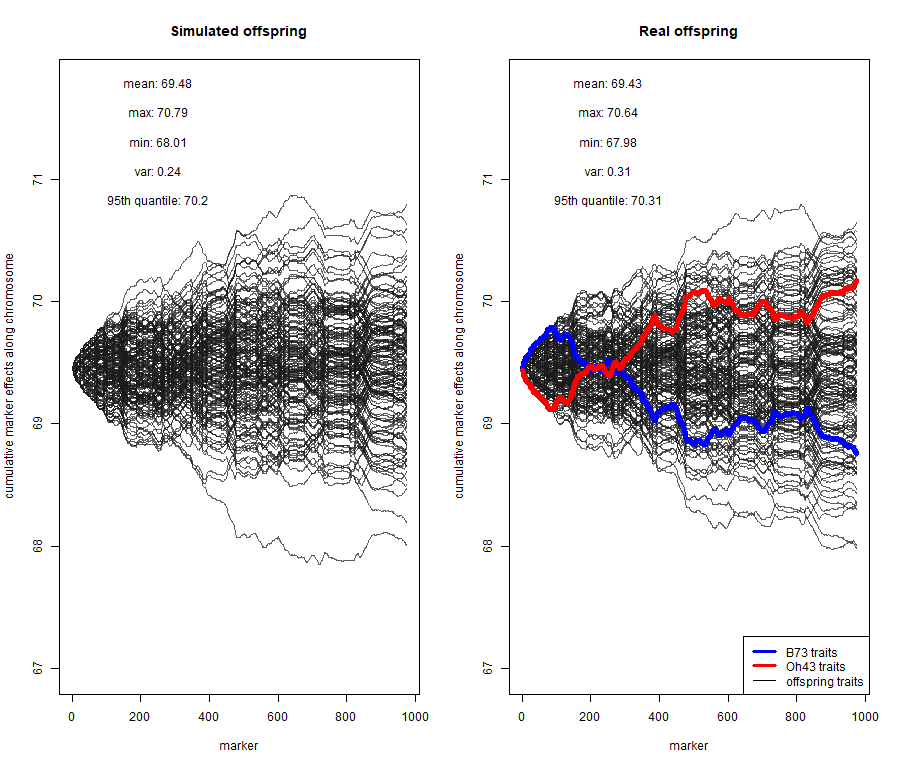 Simulated offspring
mean: 69.48
max: 70.79
min: 68.01
var: 0.24
95th quantile: 70.2
cumulative marker effects along chromosome
71
70
69
68
67
0 200 400 600 800 1000
marker
Real offspring
mean: 69.43
max: 70.64
min: 67.98
var: 0.31
95th quantile: 70.31
cumulative marker effects along chromosome
71
70
69
68
67
B73 traits
Oh43 traits
offspring traits
0 200 400 600 800 1000
marker